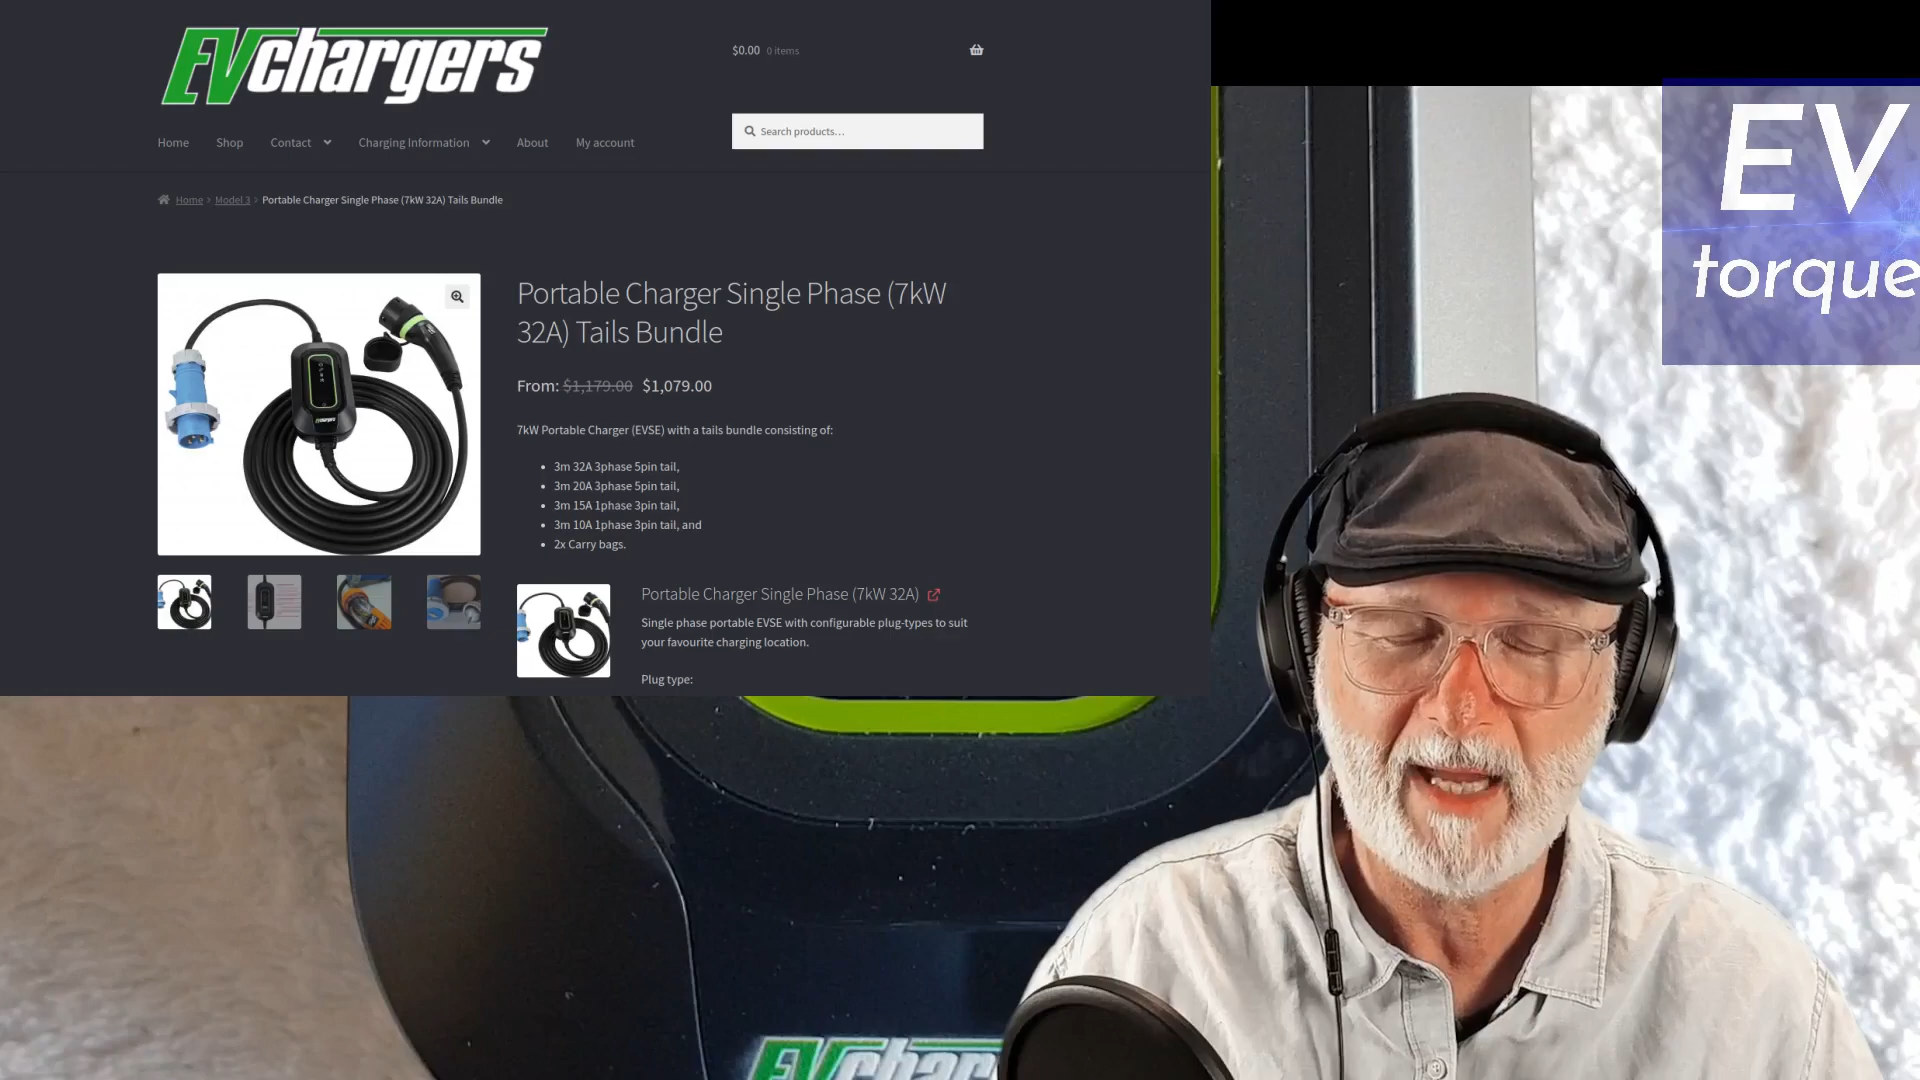 EVchargers
$0.00 0 items
Search products…
Home Shop Contact Charging Information About My account
Home > Model 3 > Portable Charger Single Phase (7kW 32A) Tails Bundle
Portable Charger Single Phase (7kW
32A) Tails Bundle
From: $1,179.00 $1,079.00
7kW Portable Charger (EVSE) with a tails bundle consisting of:
3m 32A 3phase 5pin tail,
3m 20A 3phase 5pin tail,
3m 15A 1phase 3pin tail,
3m 10A 1phase 3pin tail, and
2x Carry bags.
Portable Charger Single Phase (7kW 32A)
Single phase portable EVSE with configurable plug-types to suit
your favourite charging location.
Plug type:
EV
torque
EVchar